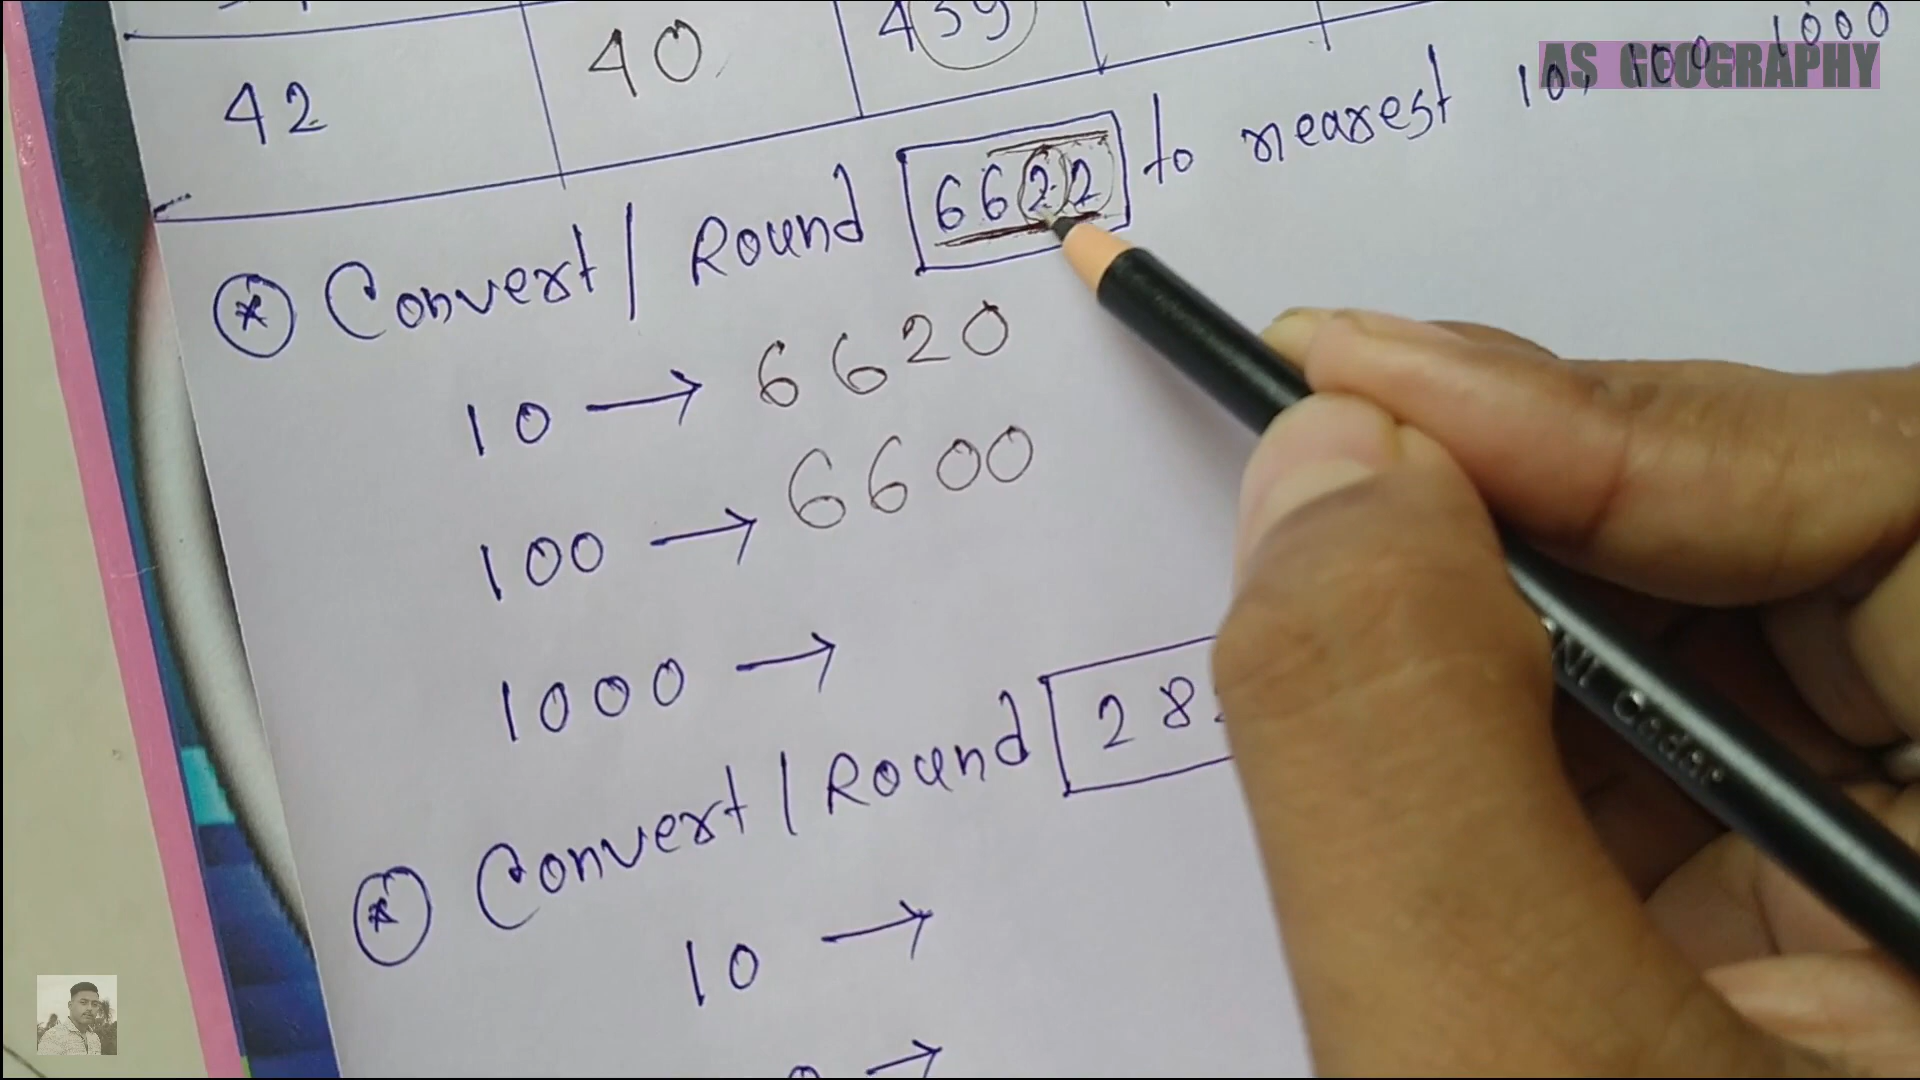 42 40 439
AS GEOGRAPHY
* Convert / Round 6622 to nearest 10, 100, 1000
10 → 6620
100 → 6600
1000 →
* Convert / Round 28
10 →